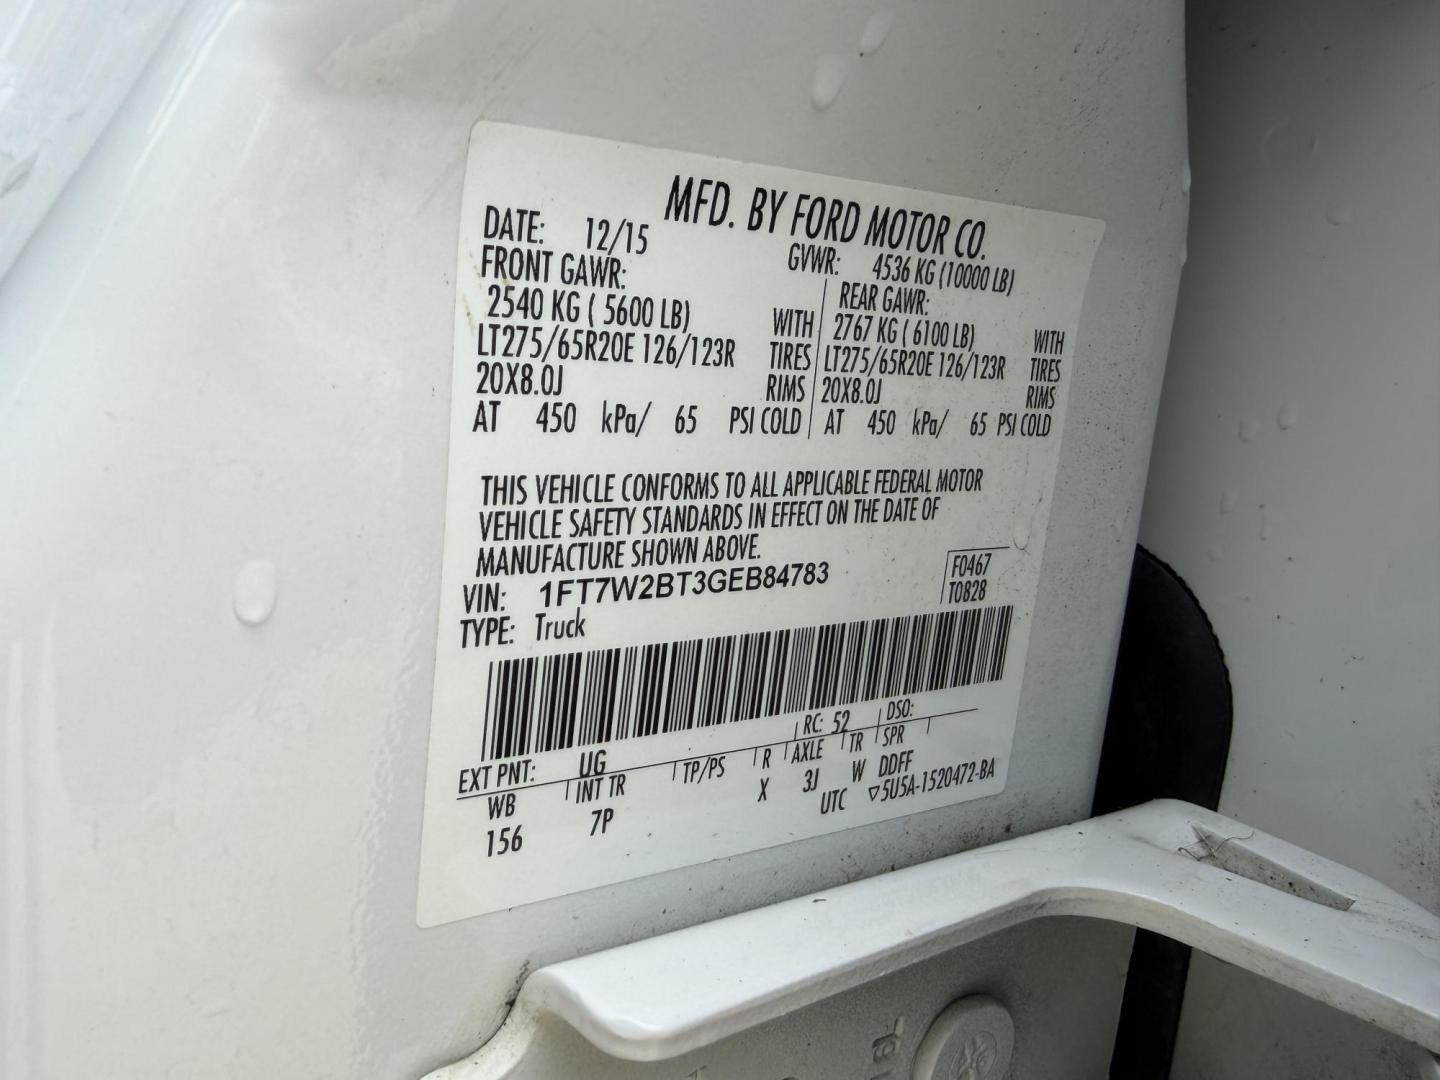 MFD. BY FORD MOTOR CO.
DATE: 12/15 GVWR: 4536 KG (10000 LB)
FRONT GAWR: REAR GAWR:
2540 KG ( 5600 LB) WITH 2767 KG ( 6100 LB) WITH
LT275/65R20E 126/123R TIRES LT275/65R20E 126/123R TIRES
20X8.0J RIMS 20X8.0J RIMS
AT 450 kPa/ 65 PSI COLD AT 450 kPa/ 65 PSI COLD
THIS VEHICLE CONFORMS TO ALL APPLICABLE FEDERAL MOTOR
VEHICLE SAFETY STANDARDS IN EFFECT ON THE DATE OF
MANUFACTURE SHOWN ABOVE.
VIN: 1FT7W2BT3GEB84783
F0467
T0828
TYPE: Truck
RC: 52 DSO:
EXT PNT: UG
WB INT TR TP/PS R AXLE TR SPR
156 7P X 3J W DDFF
UTC ▽5U5A-1520472-BA